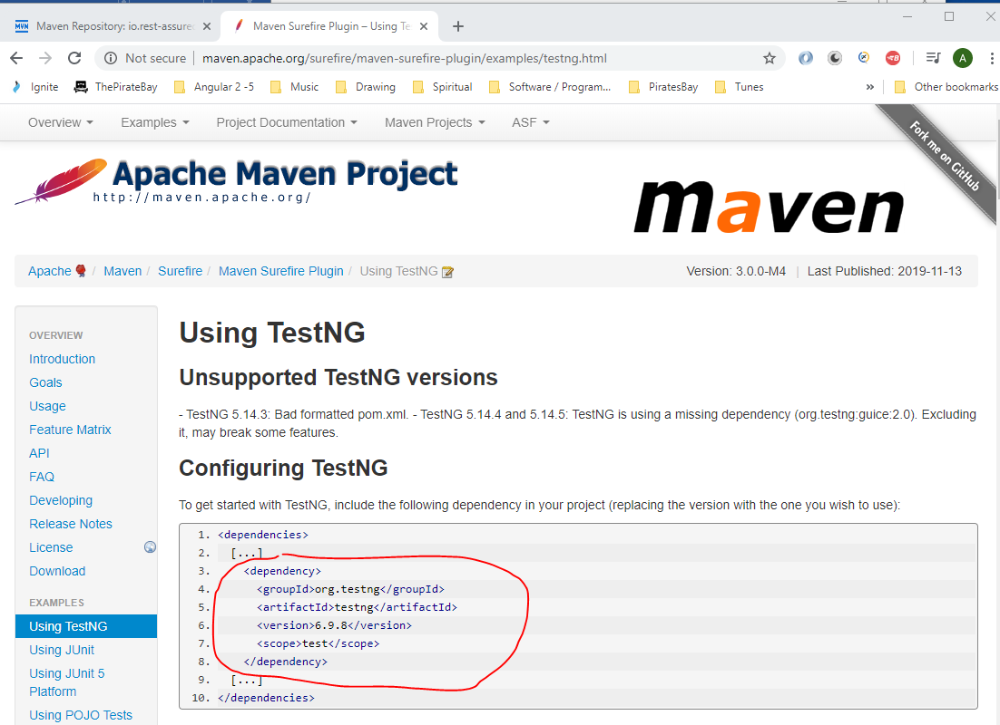 Maven Repository: io.rest-assured
Maven Surefire Plugin – Using Te
Not secure
maven.apache.org/surefire/maven-surefire-plugin/examples/testng.html
A
Ignite
ThePirateBay
Angular 2 -5
Music
Drawing
Spiritual
Software / Program...
PiratesBay
Tunes
»
Other bookmarks
Overview
Examples
Project Documentation
Maven Projects
ASF
Fork me on GitHub
Apache Maven Project
http://maven.apache.org/
maven
Apache / Maven / Surefire / Maven Surefire Plugin / Using TestNG
Version: 3.0.0-M4 | Last Published: 2019-11-13
OVERVIEW
Introduction
Goals
Usage
Feature Matrix
API
FAQ
Developing
Release Notes
License
Download
EXAMPLES
Using TestNG
Using JUnit
Using JUnit 5
Platform
Using POJO Tests
Using TestNG
Unsupported TestNG versions
- TestNG 5.14.3: Bad formatted pom.xml. - TestNG 5.14.4 and 5.14.5: TestNG is using a missing dependency (org.testng:guice:2.0). Excluding
it, may break some features.
Configuring TestNG
To get started with TestNG, include the following dependency in your project (replacing the version with the one you wish to use):
1. <dependencies>
2. [...]
3. <dependency>
4. <groupId>org.testng</groupId>
5. <artifactId>testng</artifactId>
6. <version>6.9.8</version>
7. <scope>test</scope>
8. </dependency>
9. [...]
10. </dependencies>